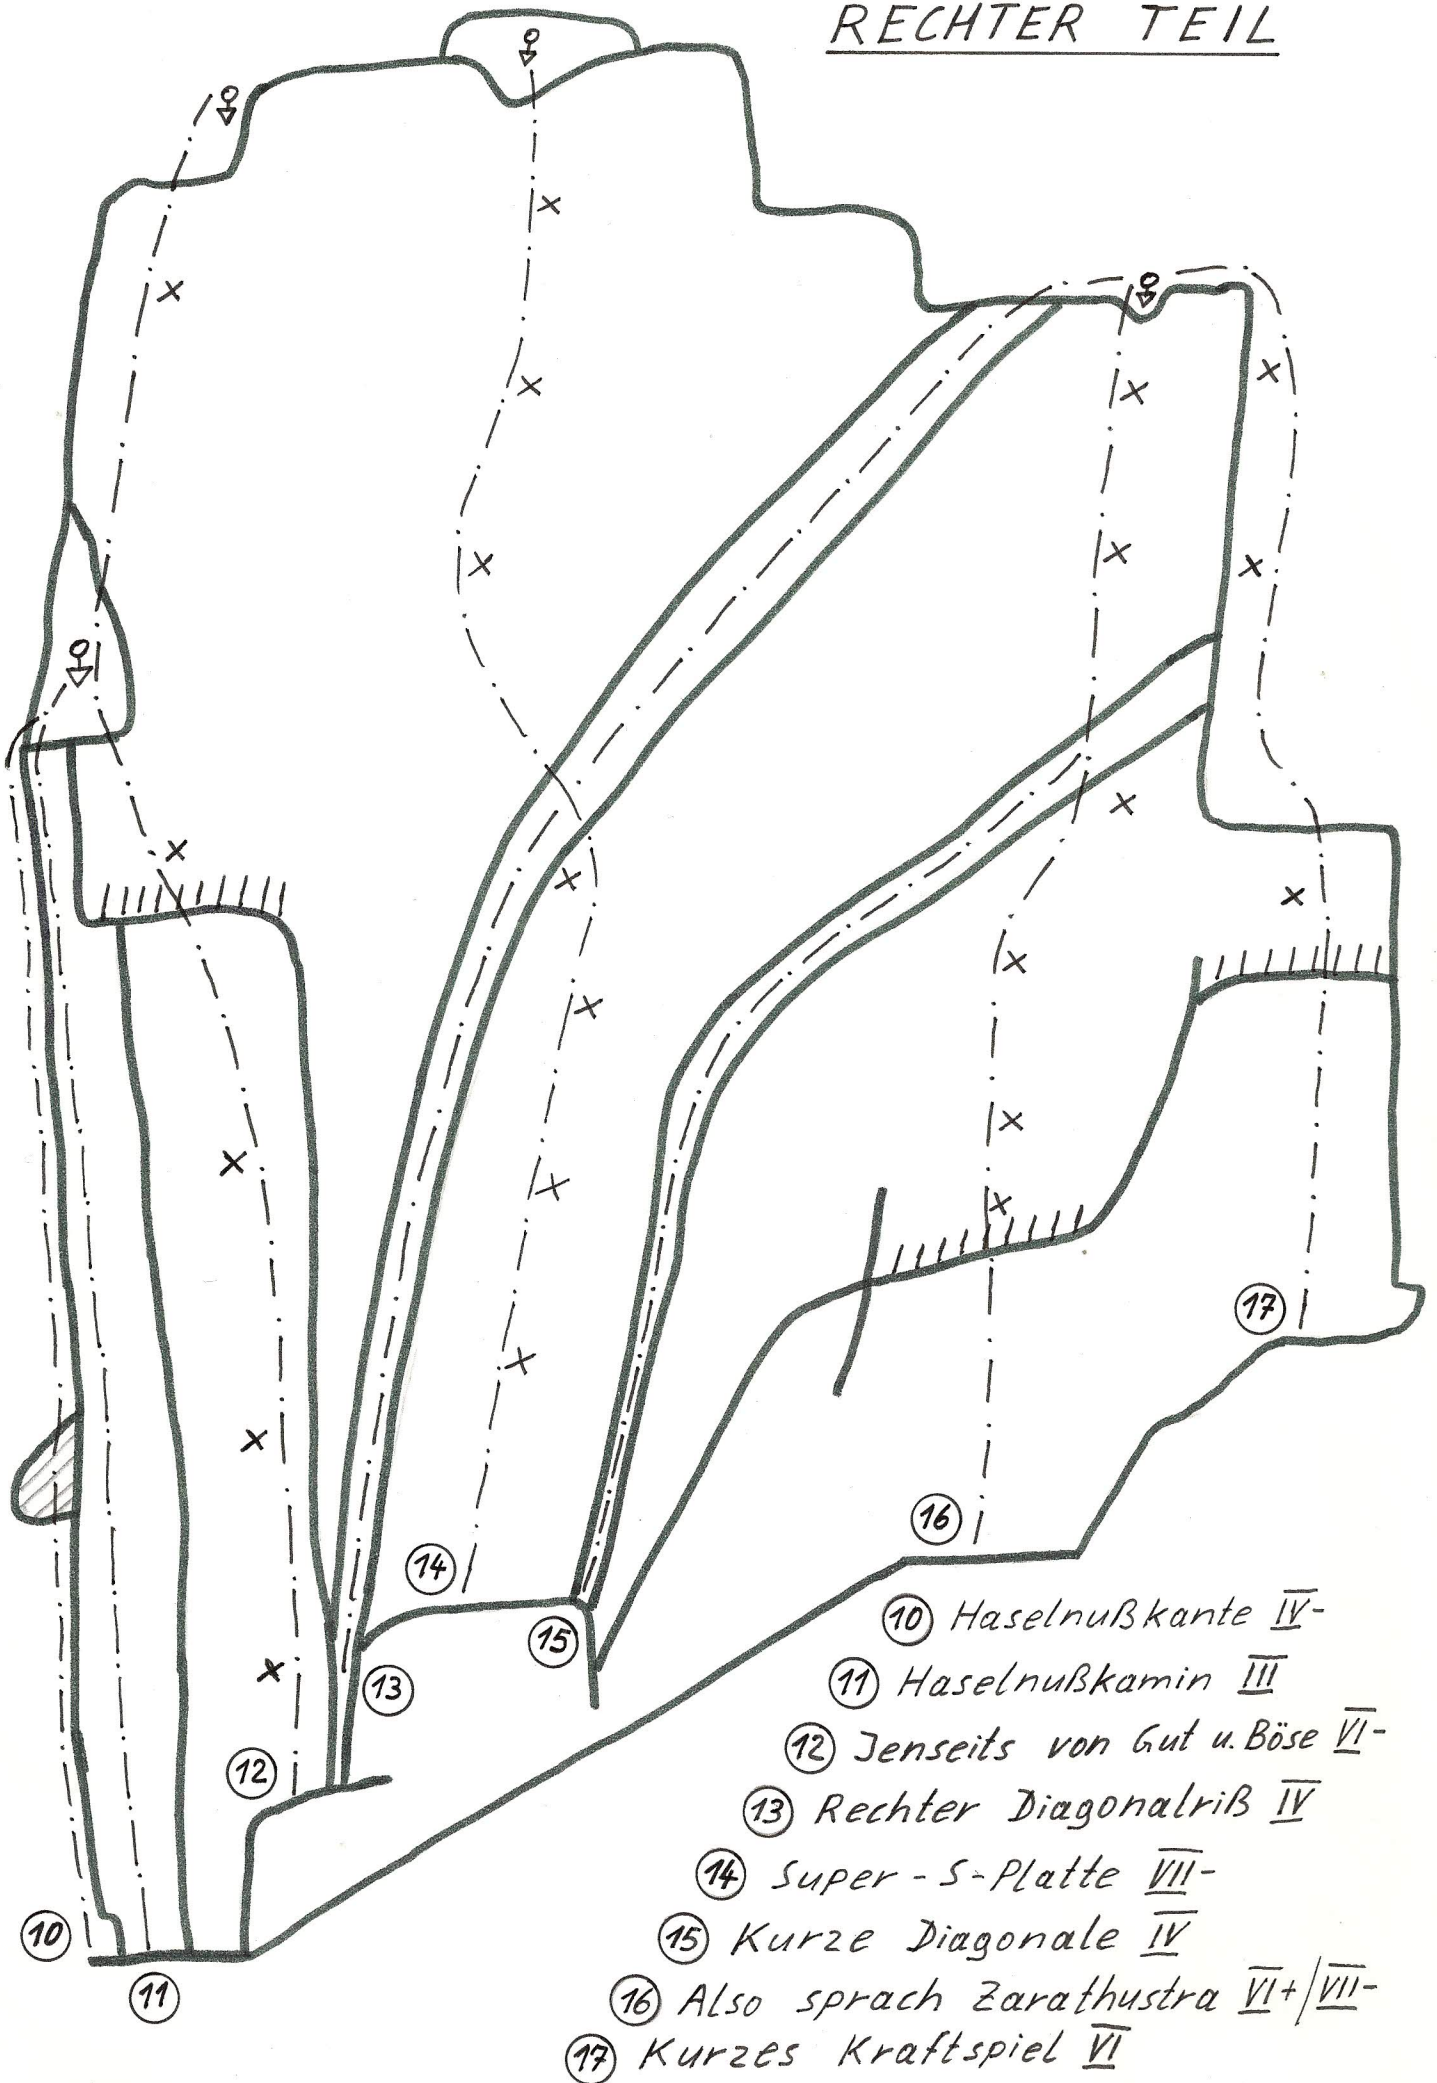 RECHTER TEIL
17
16
14
15
13
12
10
11
10 Haselnußkante IV-
11 Haselnußkamin III
12 Jenseits von Gut u. Böse VI-
13 Rechter Diagonalriß IV
14 Super-S-Platte VII-
15 Kurze Diagonale IV
16 Also sprach Zarathustra VI+/VII-
17 Kurzes Kraftspiel VI